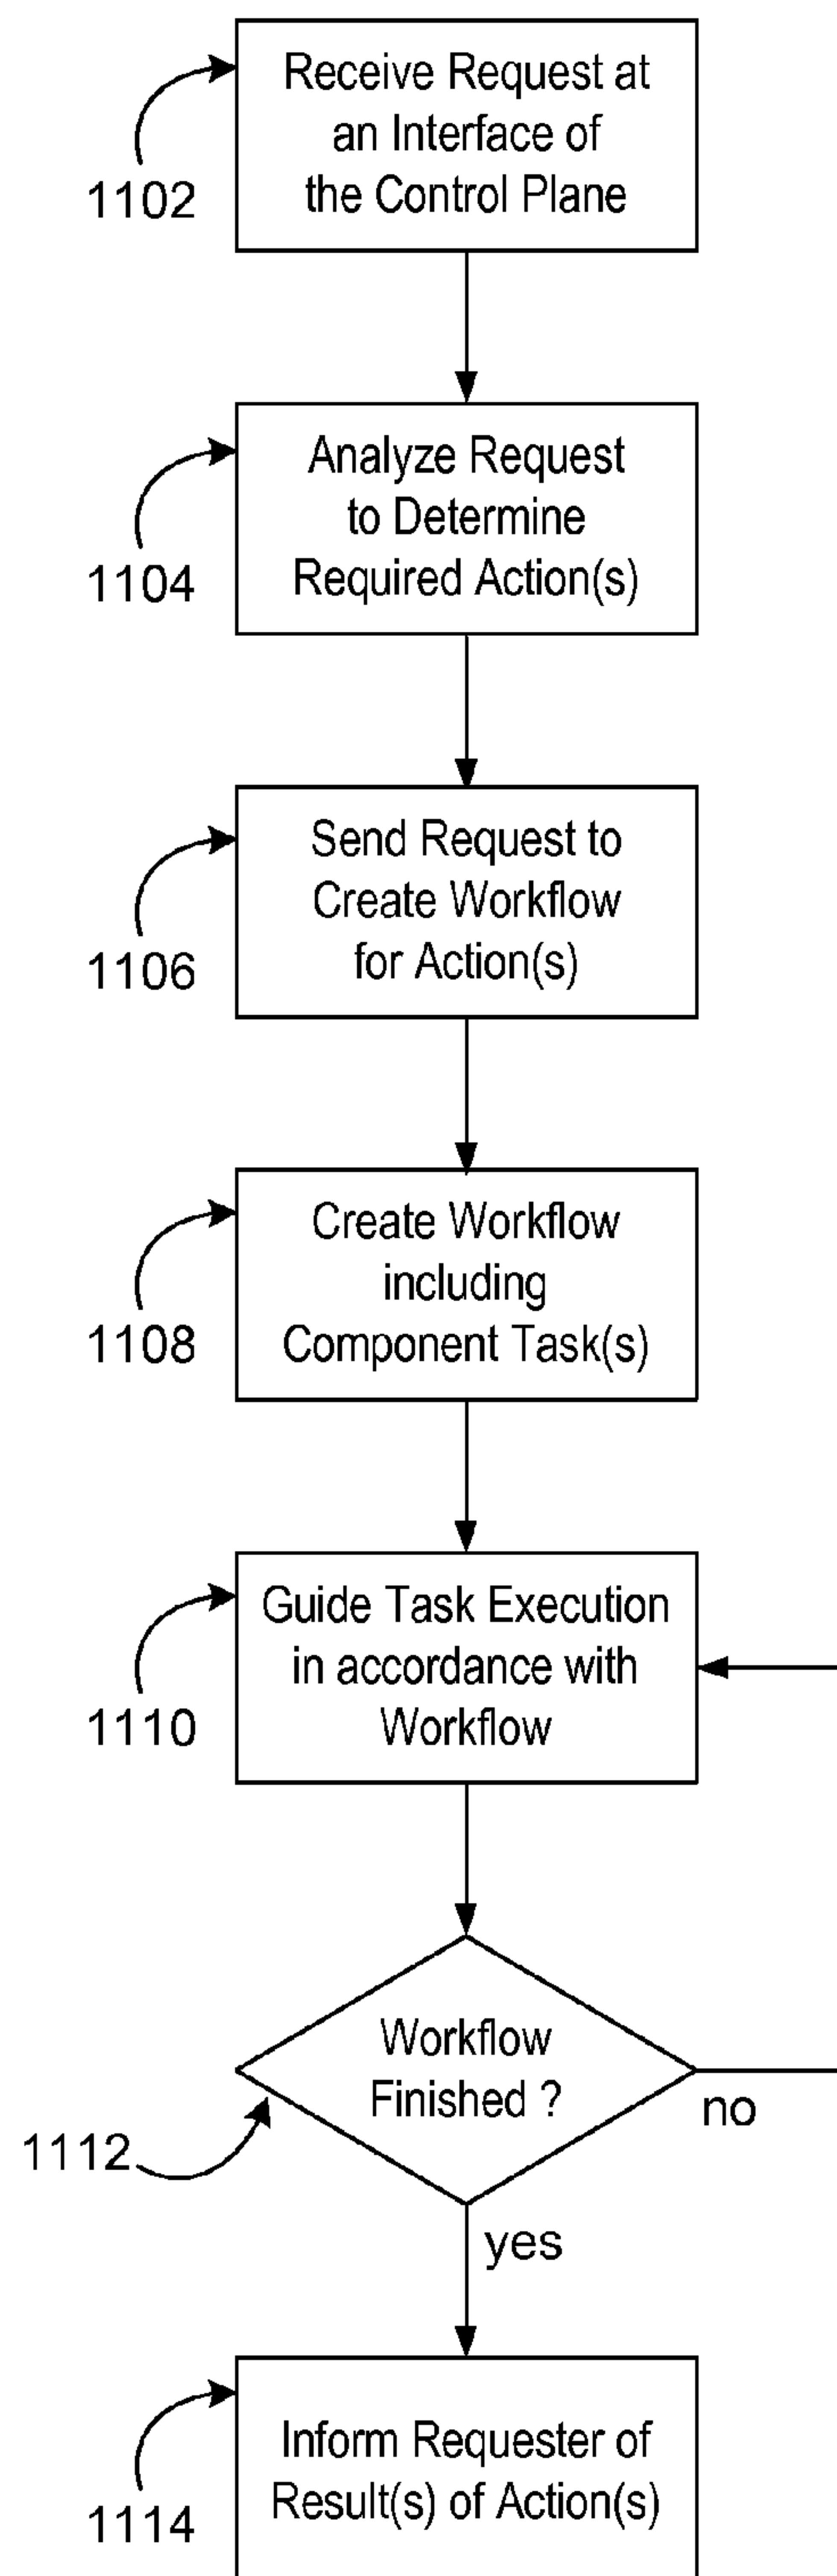 Receive Request at
an Interface of
the Control Plane
1102
Analyze Request
to Determine
Required Action(s)
1104
Send Request to
Create Workflow
for Action(s)
1106
Create Workflow
including
Component Task(s)
1108
Guide Task Execution
in accordance with
Workflow
1110
Workflow
Finished ?
no
1112
yes
Inform Requester of
Result(s) of Action(s)
1114